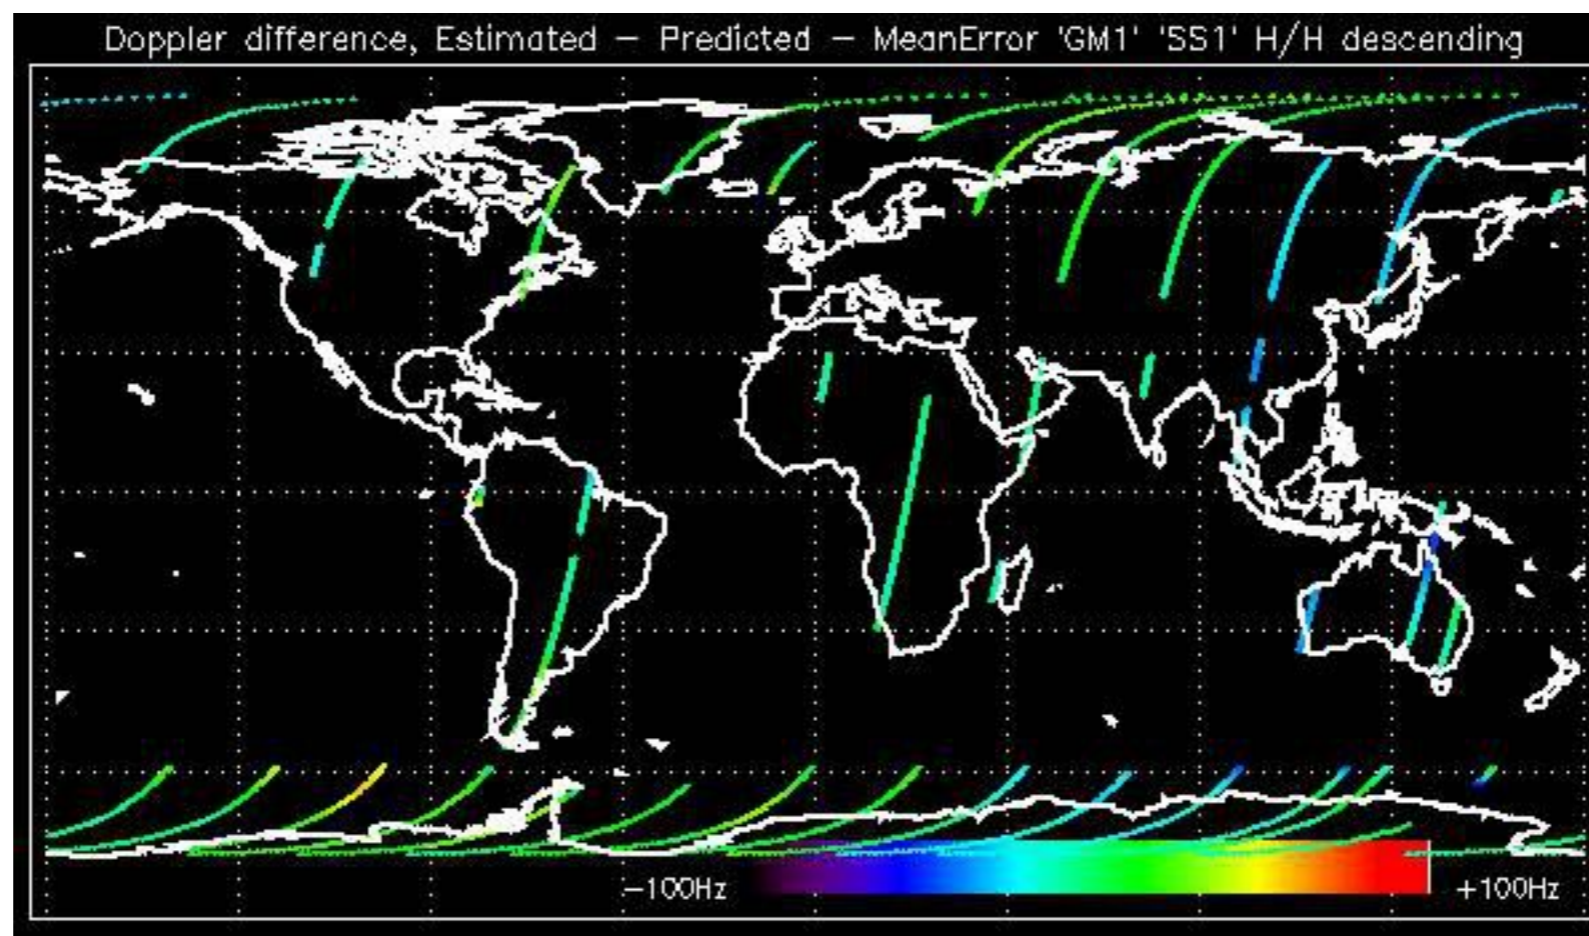 Doppler difference, Estimated – Predicted – MeanError 'GM1' 'SS1' H/H descending
–100Hz +100Hz